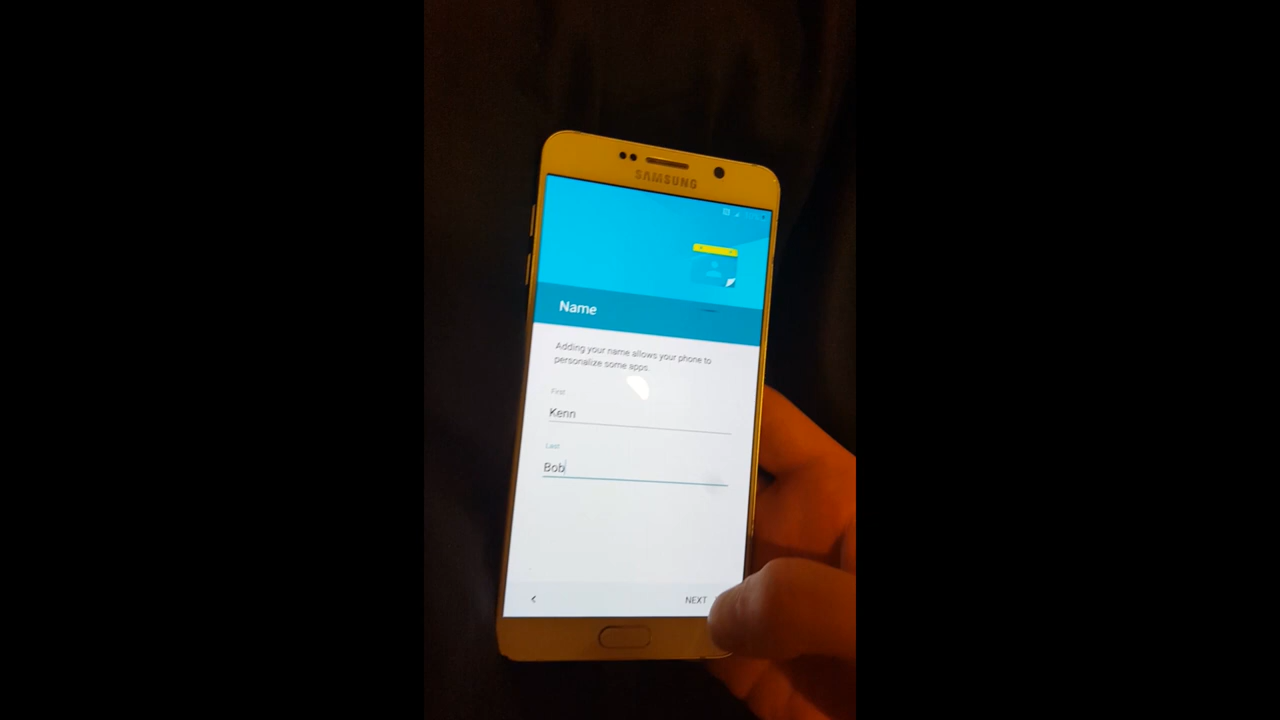 SAMSUNG
Name
Adding your name allows your phone to
personalize some apps.
First
Kenn
Last
Bob
NEXT